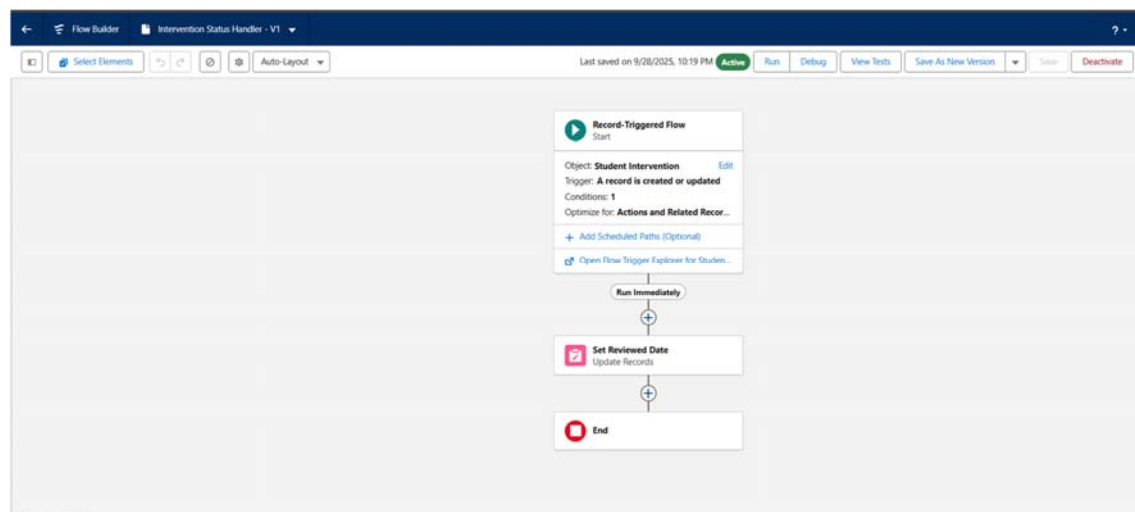 Flow Builder
Intervention Status Handler - V1
?
Select Elements
Auto-Layout
Last saved on 9/28/2025, 10:19 PM
Active
Run
Debug
View Tests
Save As New Version
Save
Deactivate
Record-Triggered Flow
Start
Object: Student Intervention
Edit
Trigger: A record is created or updated
Conditions: 1
Optimize for: Actions and Related Recor...
+ Add Scheduled Paths (Optional)
Open Flow Trigger Explorer for Studen...
Run Immediately
Set Reviewed Date
Update Records
End